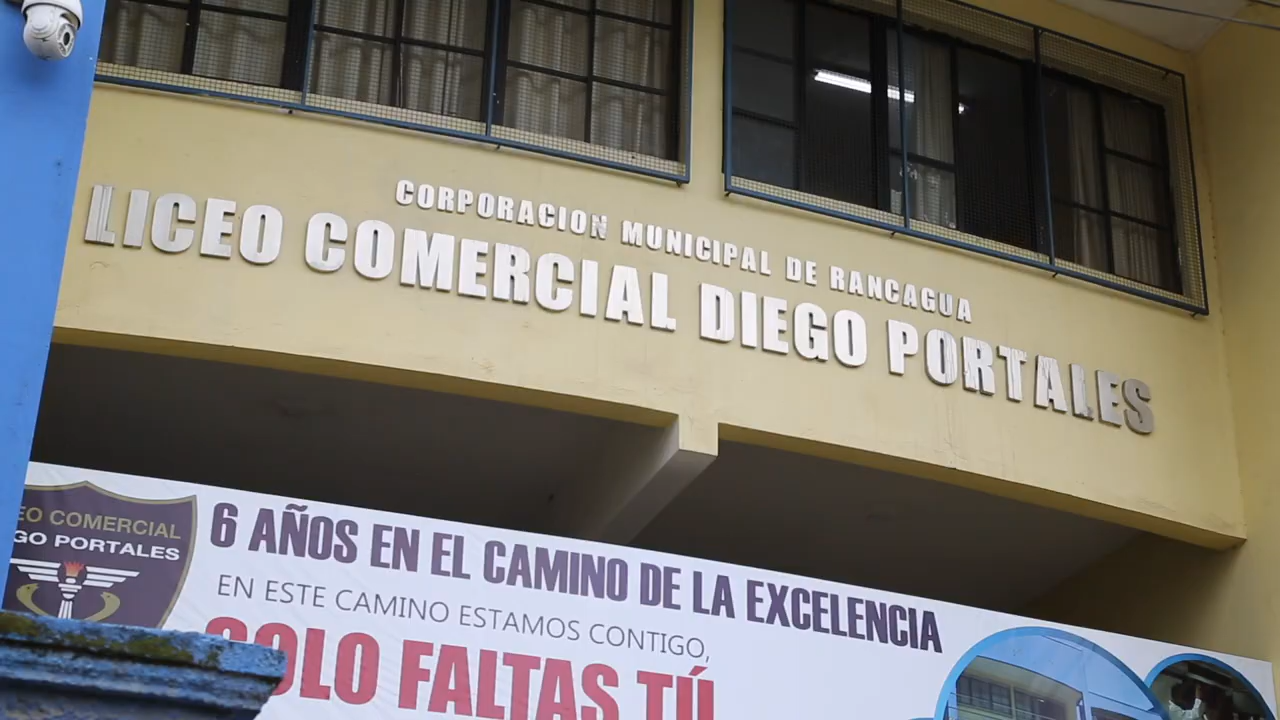 CORPORACION MUNICIPAL DE RANCAGUA
LICEO COMERCIAL DIEGO PORTALES
EO COMERCIAL
GO PORTALES
6 AÑOS EN EL CAMINO DE LA EXCELENCIA
EN ESTE CAMINO ESTAMOS CONTIGO,
SOLO FALTAS TÚ